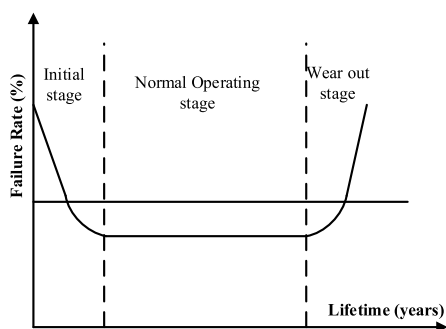 Failure Rate (%)
Initial
stage
Normal Operating
stage
Wear out
stage
Lifetime (years)